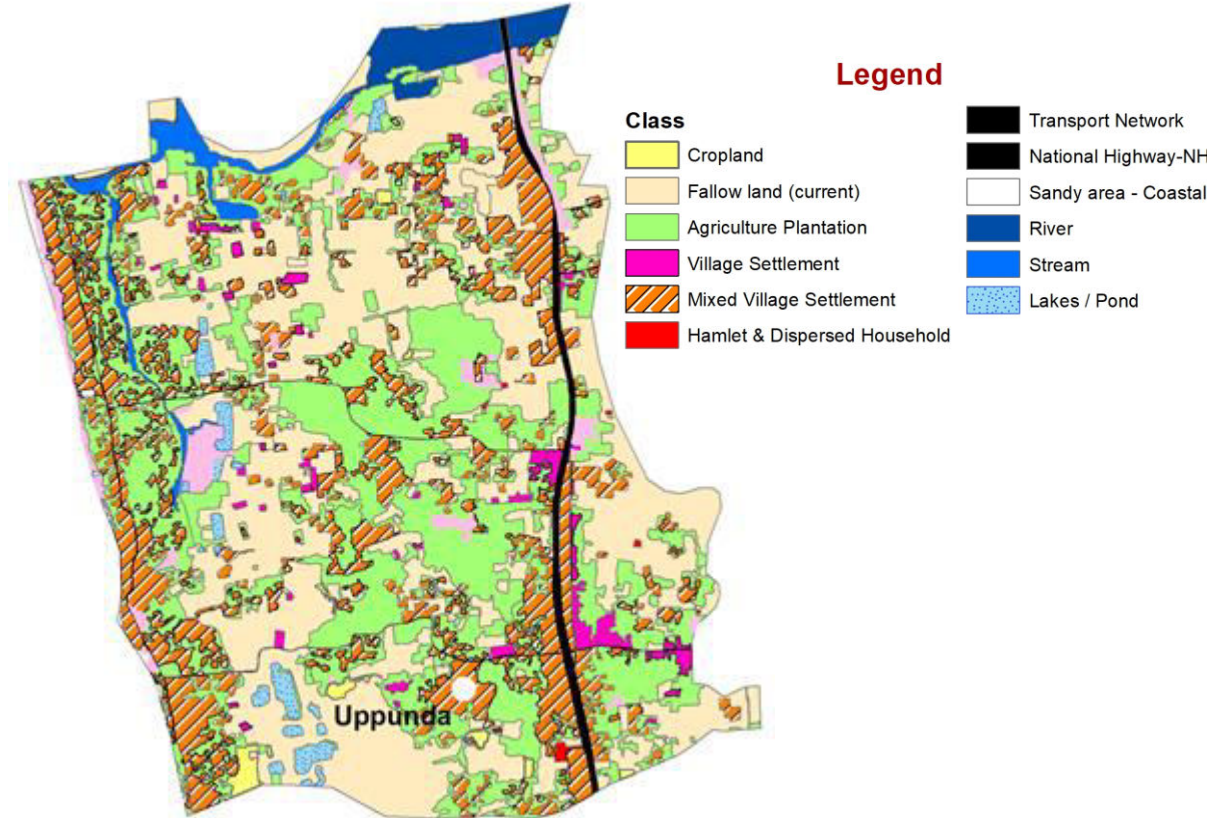 Legend
Class
Cropland
Fallow land (current)
Agriculture Plantation
Village Settlement
Mixed Village Settlement
Hamlet & Dispersed Household
Transport Network
National Highway-NH
Sandy area - Coastal
River
Stream
Lakes / Pond
Uppunda